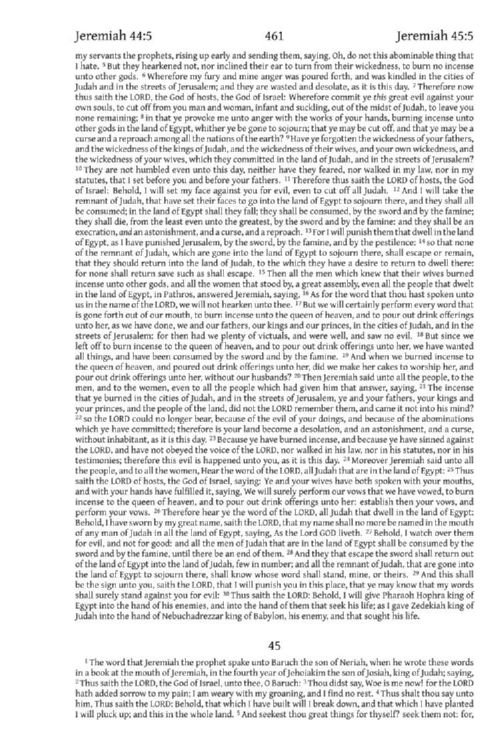 Jeremiah 44:5 461 Jeremiah 45:5
my servants the prophets, rising up early and sending them, saying, Oh, do not this abominable thing that
I hate. 5 But they hearkened not, nor inclined their ear to turn from their wickedness, to burn no incense
unto other gods. 6 Wherefore my fury and mine anger was poured forth, and was kindled in the cities of
Judah and in the streets of Jerusalem; and they are wasted and desolate, as it is this day. 7 Therefore now
thus saith the LORD, the God of hosts, the God of Israel: Wherefore commit ye this great evil against your
own souls, to cut off from you man and woman, infant and suckling, out of the midst of Judah, to leave you
none remaining; 8 in that ye provoke me unto anger with the works of your hands, burning incense unto
other gods in the land of Egypt, whither ye be gone to sojourn; that ye may be cut off, and that ye may be a
curse and a reproach among all the nations of the earth? 9 Have ye forgotten the wickedness of your fathers,
and the wickedness of the kings of Judah, and the wickedness of their wives, and your own wickedness, and
the wickedness of your wives, which they committed in the land of Judah, and in the streets of Jerusalem?
10 They are not humbled even unto this day, neither have they feared, nor walked in my law, nor in my
statutes, that I set before you and before your fathers. 11 Therefore thus saith the LORD of hosts, the God
of Israel: Behold, I will set my face against you for evil, even to cut off all Judah. 12 And I will take the
remnant of Judah, that have set their faces to go into the land of Egypt to sojourn there, and they shall all
be consumed; in the land of Egypt shall they fall; they shall be consumed, by the sword and by the famine;
they shall die, from the least even unto the greatest, by the sword and by the famine: and they shall be an
execration, and an astonishment, and a curse, and a reproach. 13 For I will punish them that dwell in the land
of Egypt, as I have punished Jerusalem, by the sword, by the famine, and by the pestilence: 14 so that none
of the remnant of Judah, which are gone into the land of Egypt to sojourn there, shall escape or remain,
that they should return into the land of Judah, to the which they have a desire to return to dwell there:
for none shall return save such as shall escape. 15 Then all the men which knew that their wives burned
incense unto other gods, and all the women that stood by, a great assembly, even all the people that dwelt
in the land of Egypt, in Pathros, answered Jeremiah, saying, 16 As for the word that thou hast spoken unto
us in the name of the LORD, we will not hearken unto thee. 17 But we will certainly perform every word that
is gone forth out of our mouth, to burn incense unto the queen of heaven, and to pour out drink offerings
unto her, as we have done, we and our fathers, our kings and our princes, in the cities of Judah, and in the
streets of Jerusalem: for then had we plenty of victuals, and were well, and saw no evil. 18 But since we
left off to burn incense to the queen of heaven, and to pour out drink offerings unto her, we have wanted
all things, and have been consumed by the sword and by the famine. 19 And when we burned incense to
the queen of heaven, and poured out drink offerings unto her, did we make her cakes to worship her, and
pour out drink offerings unto her, without our husbands? 20 Then Jeremiah said unto all the people, to the
men, and to the women, even to all the people which had given him that answer, saying, 21 The incense
that ye burned in the cities of Judah, and in the streets of Jerusalem, ye and your fathers, your kings and
your princes, and the people of the land, did not the LORD remember them, and came it not into his mind?
22 so the LORD could no longer bear, because of the evil of your doings, and because of the abominations
which ye have committed; therefore is your land become a desolation, and an astonishment, and a curse,
without inhabitant, as it is this day. 23 Because ye have burned incense, and because ye have sinned against
the LORD, and have not obeyed the voice of the LORD, nor walked in his law, nor in his statutes, nor in his
testimonies; therefore this evil is happened unto you, as it is this day. 24 Moreover Jeremiah said unto all
the people, and to all the women, Hear the word of the LORD, all Judah that are in the land of Egypt: 25 Thus
saith the LORD of hosts, the God of Israel, saying: Ye and your wives have both spoken with your mouths,
and with your hands have fulfilled it, saying, We will surely perform our vows that we have vowed, to burn
incense to the queen of heaven, and to pour out drink offerings unto her: establish then your vows, and
perform your vows. 26 Therefore hear ye the word of the LORD, all Judah that dwell in the land of Egypt:
Behold, I have sworn by my great name, saith the LORD, that my name shall no more be named in the mouth
of any man of Judah in all the land of Egypt, saying, As the Lord GOD liveth. 27 Behold, I watch over them
for evil, and not for good: and all the men of Judah that are in the land of Egypt shall be consumed by the
sword and by the famine, until there be an end of them. 28 And they that escape the sword shall return out
of the land of Egypt into the land of Judah, few in number; and all the remnant of Judah, that are gone into
the land of Egypt to sojourn there, shall know whose word shall stand, mine, or theirs. 29 And this shall
be the sign unto you, saith the LORD, that I will punish you in this place, that ye may know that my words
shall surely stand against you for evil: 30 Thus saith the LORD: Behold, I will give Pharaoh Hophra king of
Egypt into the hand of his enemies, and into the hand of them that seek his life; as I gave Zedekiah king of
Judah into the hand of Nebuchadrezzar king of Babylon, his enemy, and that sought his life.
45
1 The word that Jeremiah the prophet spake unto Baruch the son of Neriah, when he wrote these words
in a book at the mouth of Jeremiah, in the fourth year of Jehoiakim the son of Josiah, king of Judah; saying,
2 Thus saith the LORD, the God of Israel, unto thee, O Baruch: 3 Thou didst say, Woe is me now! for the LORD
hath added sorrow to my pain; I am weary with my groaning, and I find no rest. 4 Thus shalt thou say unto
him, Thus saith the LORD: Behold, that which I have built will I break down, and that which I have planted
I will pluck up; and this in the whole land. 5 And seekest thou great things for thyself? seek them not: for,